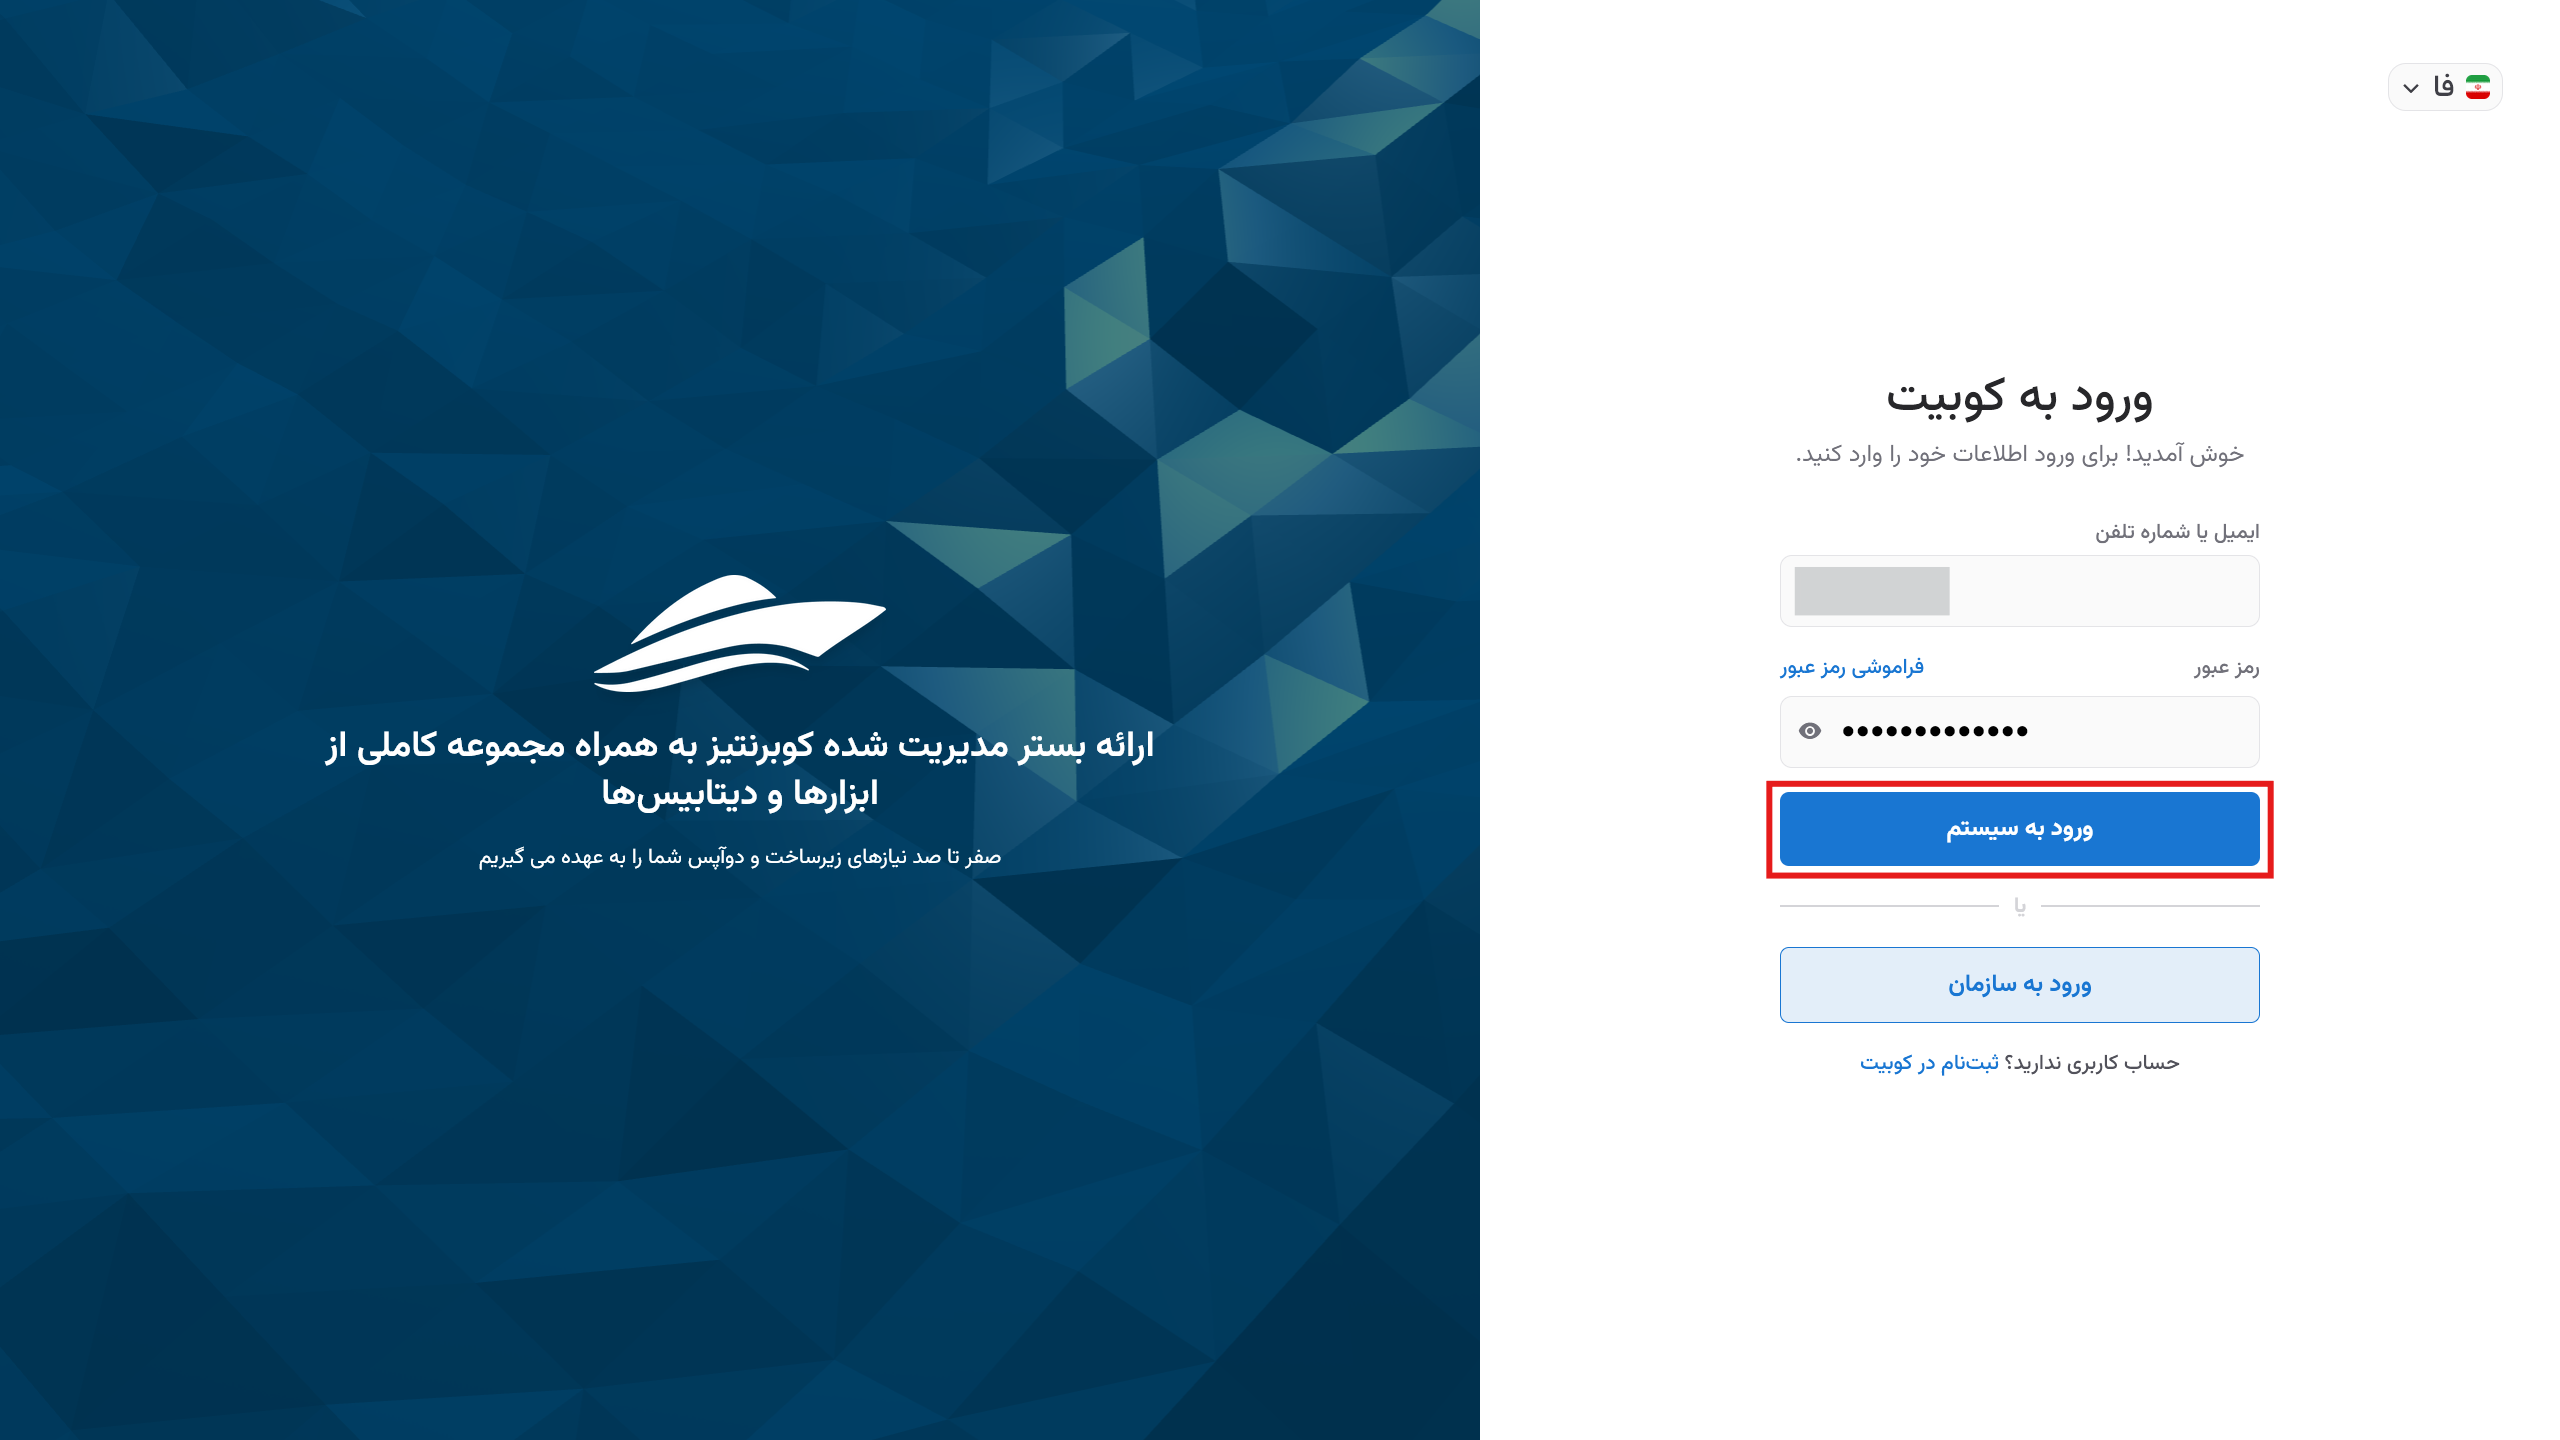 فا
ورود به کوبیت
خوش آمدید! برای ورود اطلاعات خود را وارد کنید.
ایمیل یا شماره تلفن
رمز عبور
فراموشی رمز عبور
•••••••••••••
ورود به سیستم
یا
ورود به سازمان
حساب کاربری ندارید؟ ثبت‌نام در کوبیت
ارائه بستر مدیریت شده کوبرنتیز به همراه مجموعه کاملی از
ابزارها و دیتابیس‌ها
صفر تا صد نیازهای زیرساخت و دوآپس شما را به عهده می گیریم